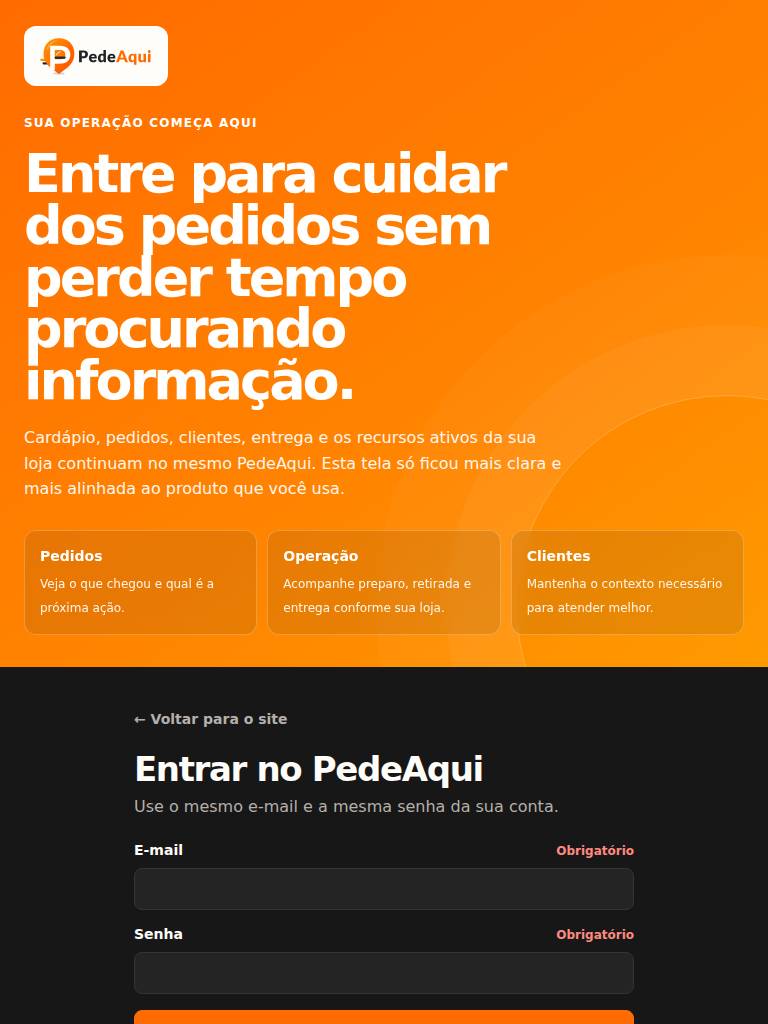 PedeAqui
SUA OPERAÇÃO COMEÇA AQUI
Entre para cuidar
dos pedidos sem
perder tempo
procurando
informação.
Cardápio, pedidos, clientes, entrega e os recursos ativos da sua
loja continuam no mesmo PedeAqui. Esta tela só ficou mais clara e
mais alinhada ao produto que você usa.
Pedidos
Veja o que chegou e qual é a
próxima ação.
Operação
Acompanhe preparo, retirada e
entrega conforme sua loja.
Clientes
Mantenha o contexto necessário
para atender melhor.
← Voltar para o site
Entrar no PedeAqui
Use o mesmo e-mail e a mesma senha da sua conta.
E-mail Obrigatório
Senha Obrigatório